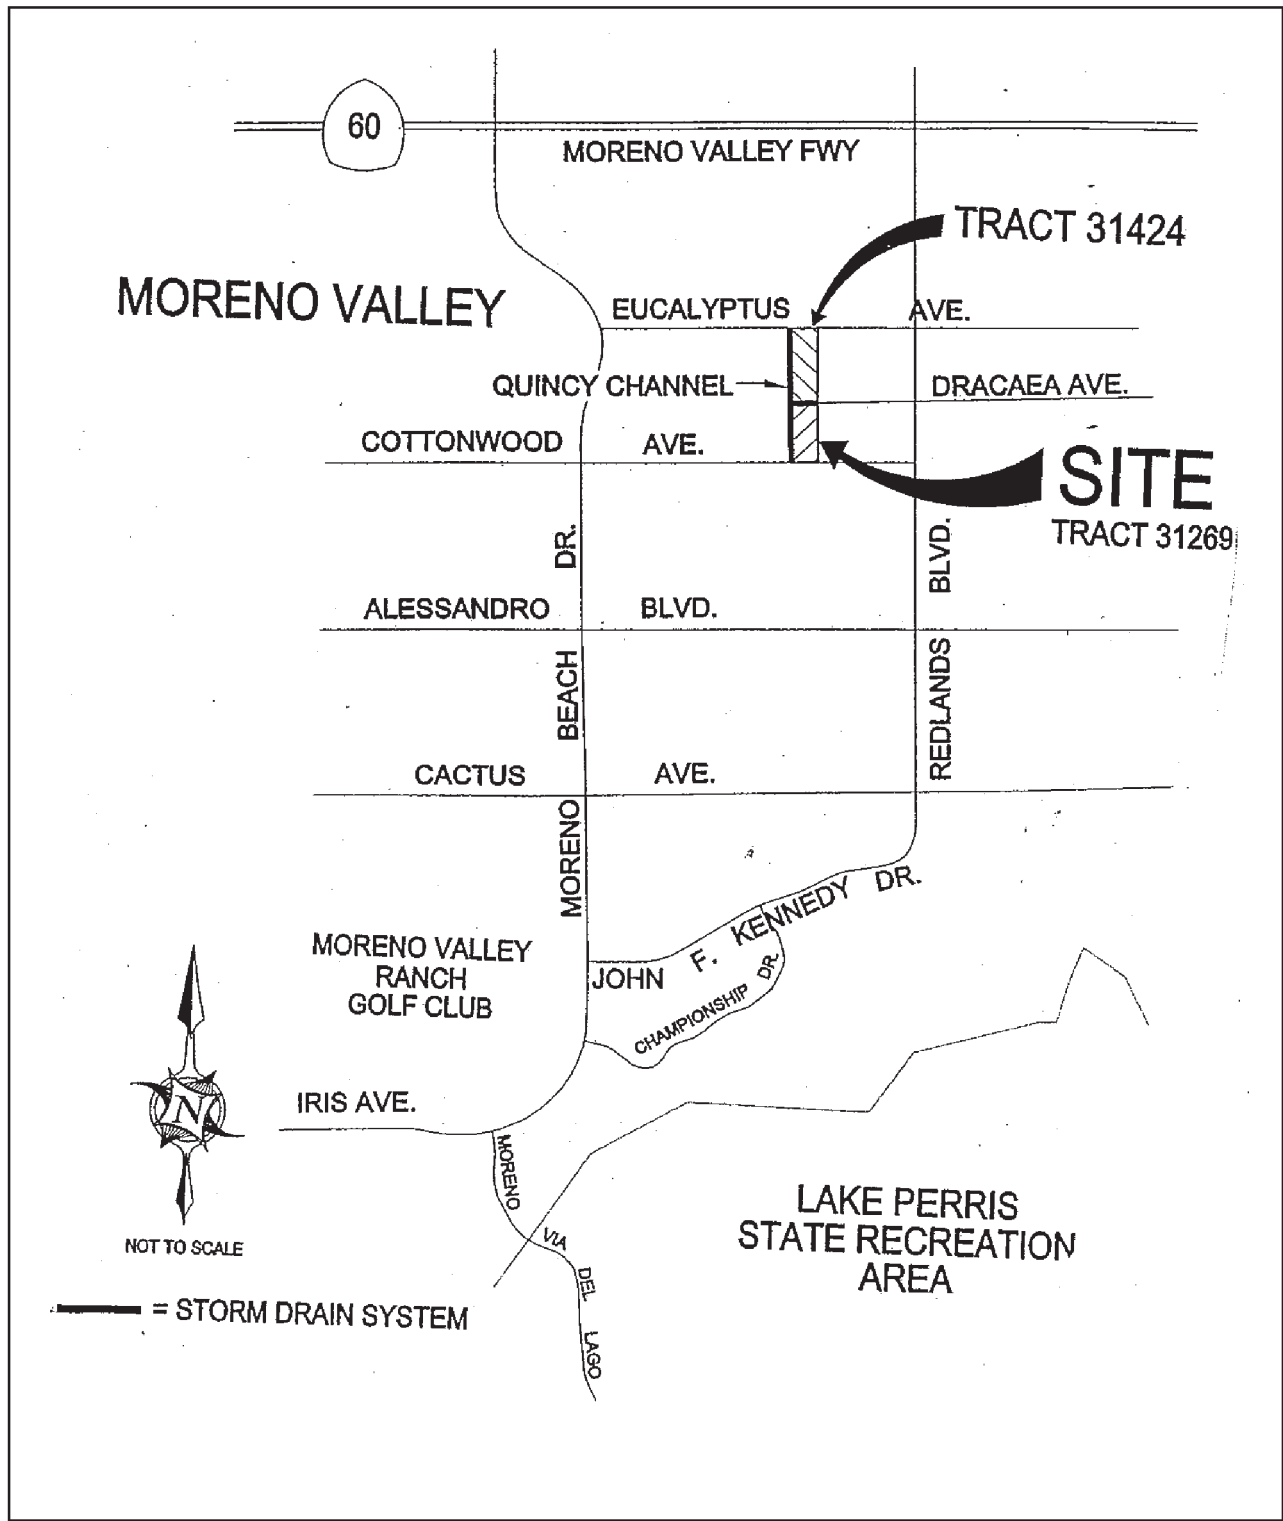 60
MORENO VALLEY FWY
TRACT 31424
MORENO VALLEY
EUCALYPTUS AVE.
QUINCY CHANNEL
DRACAEA AVE.
COTTONWOOD AVE.
SITE
TRACT 31269
ALESSANDRO BLVD.
CACTUS AVE.
MORENO BEACH DR.
REDLANDS BLVD.
JOHN F. KENNEDY DR.
MORENO VALLEY
RANCH
GOLF CLUB
CHAMPIONSHIP DR.
IRIS AVE.
N
NOT TO SCALE
MORENO VIA DEL LAGO
LAKE PERRIS
STATE RECREATION
AREA
= STORM DRAIN SYSTEM